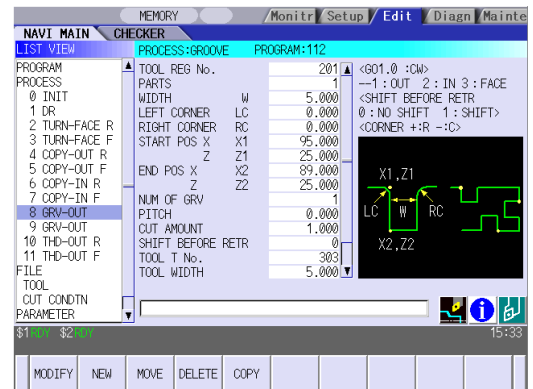 MEMORY
Monitr Setup Edit Diagn Mainte
NAVI MAIN CHECKER
LIST VIEW PROCESS:GROOVE PROGRAM:112
PROGRAM
PROCESS
0 INIT
1 DR
2 TURN-FACE R
3 TURN-FACE F
4 COPY-OUT R
5 COPY-OUT F
6 COPY-IN R
7 COPY-IN F
8 GRV-OUT
9 GRV-OUT
10 THD-OUT R
11 THD-OUT F
FILE
TOOL
CUT CONDTN
PARAMETER
TOOL REG No. 201
PARTS 1
WIDTH W 5.000
LEFT CORNER LC 0.000
RIGHT CORNER RC 0.000
START POS X X1 95.000
Z Z1 25.000
END POS X X2 89.000
Z Z2 25.000
NUM OF GRV 1
PITCH 0.000
CUT AMOUNT 1.000
SHIFT BEFORE RETR 0
TOOL T No. 303
TOOL WIDTH 5.000
<G01.0 :CW>
--1:OUT 2:IN 3:FACE
<SHIFT BEFORE RETR
0:NO SHIFT 1:SHIFT>
<CORNER +:R -:C>
X1,Z1
LC W RC
X2,Z2
$1RDY $2RDY 15:33
MODIFY NEW MOVE DELETE COPY